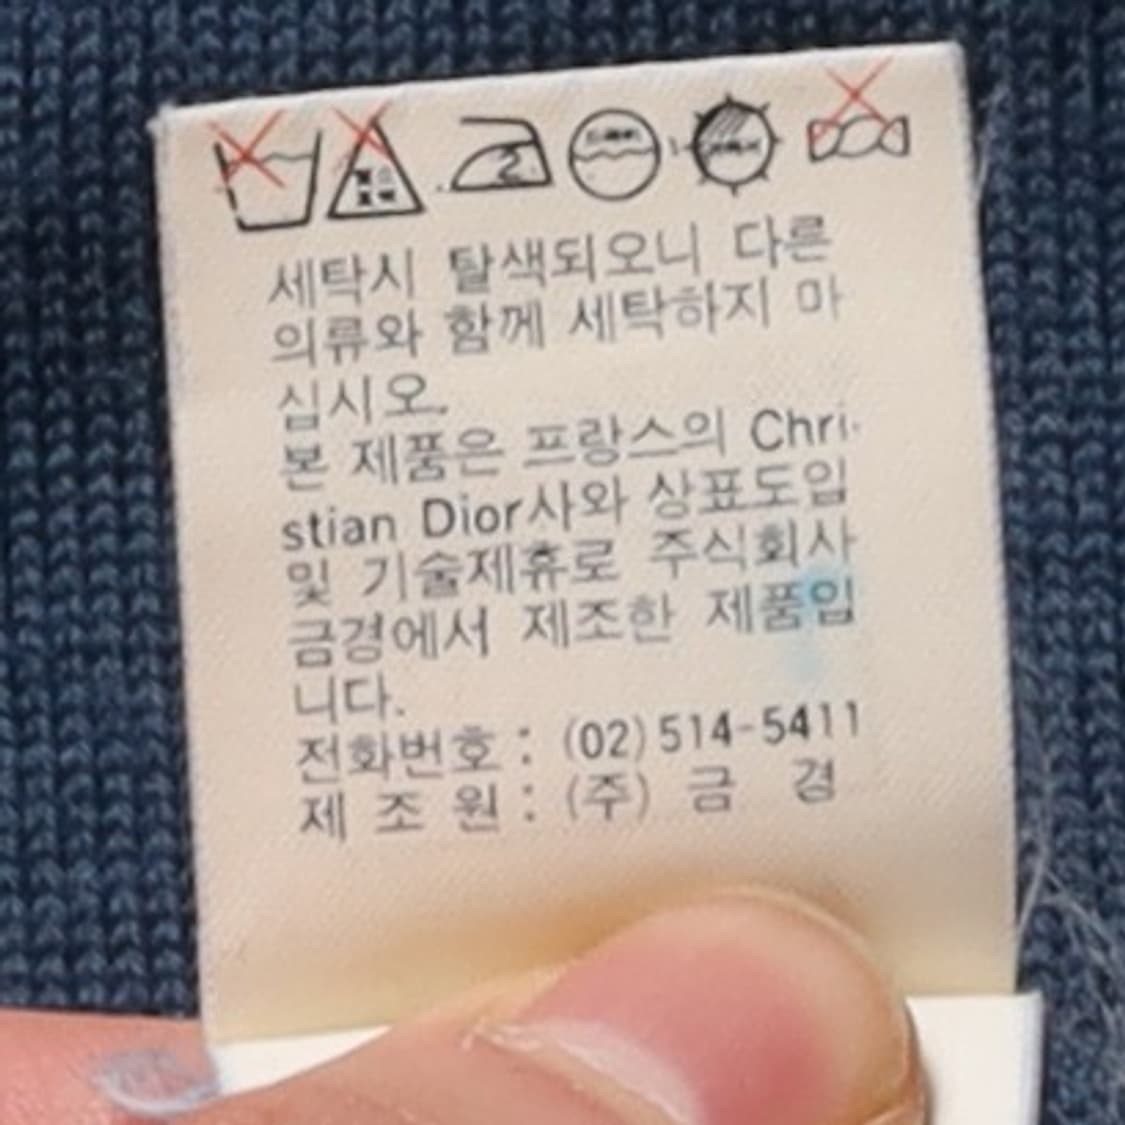 2
세탁시 탈색되오니 다른
의류와 함께 세탁하지 마
십시오.
본 제품은 프랑스의 Chri-
stian Dior사와 상표도입
및 기술제휴로 주식회사
금경에서 제조한 제품입
니다.
전화번호 : (02) 514-5411
제 조 원 : (주) 금 경